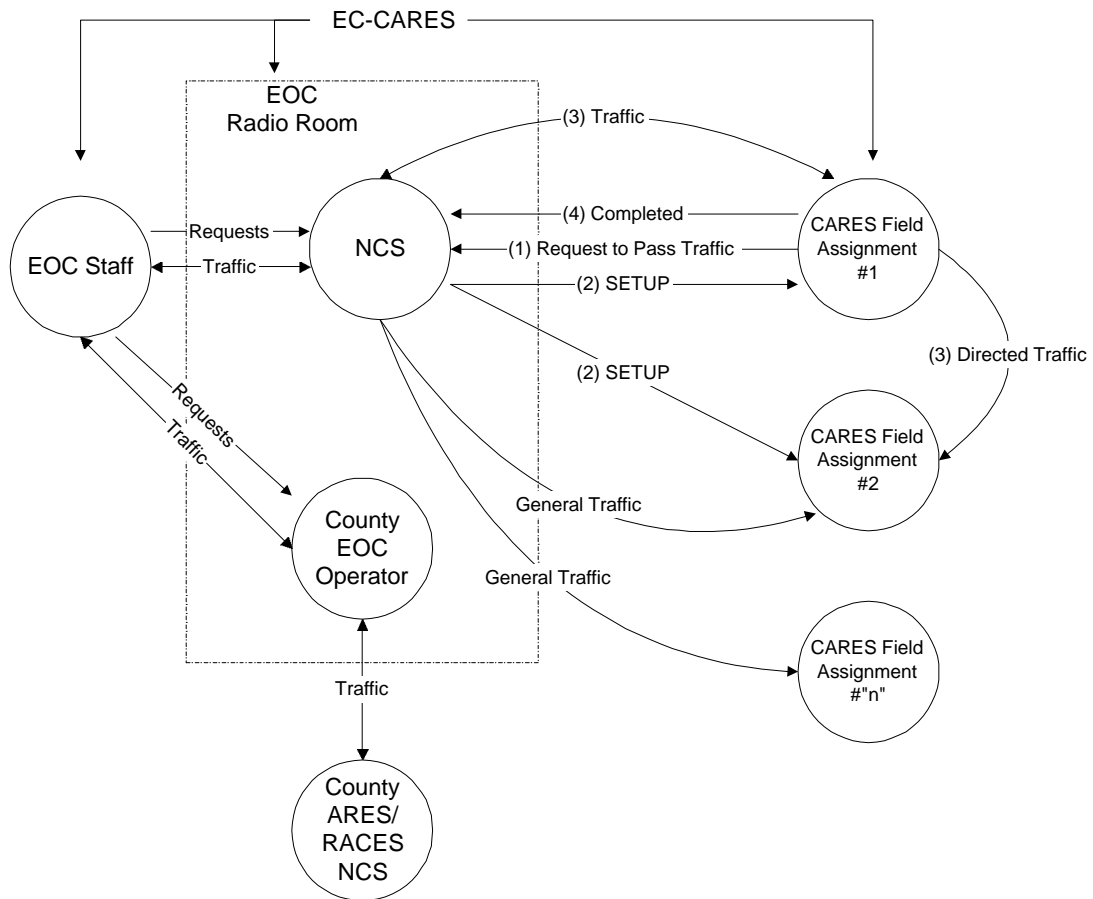 EC-CARES
EOC
Radio Room
(3) Traffic
(4) Completed
(1) Request to Pass Traffic
(2) SETUP
Requests
Traffic
EOC Staff
NCS
CARES Field
Assignment
#1
(3) Directed Traffic
(2) SETUP
Requests
Traffic
CARES Field
Assignment
#2
General Traffic
County
EOC
Operator
General Traffic
CARES Field
Assignment
#"n"
Traffic
County
ARES/
RACES
NCS